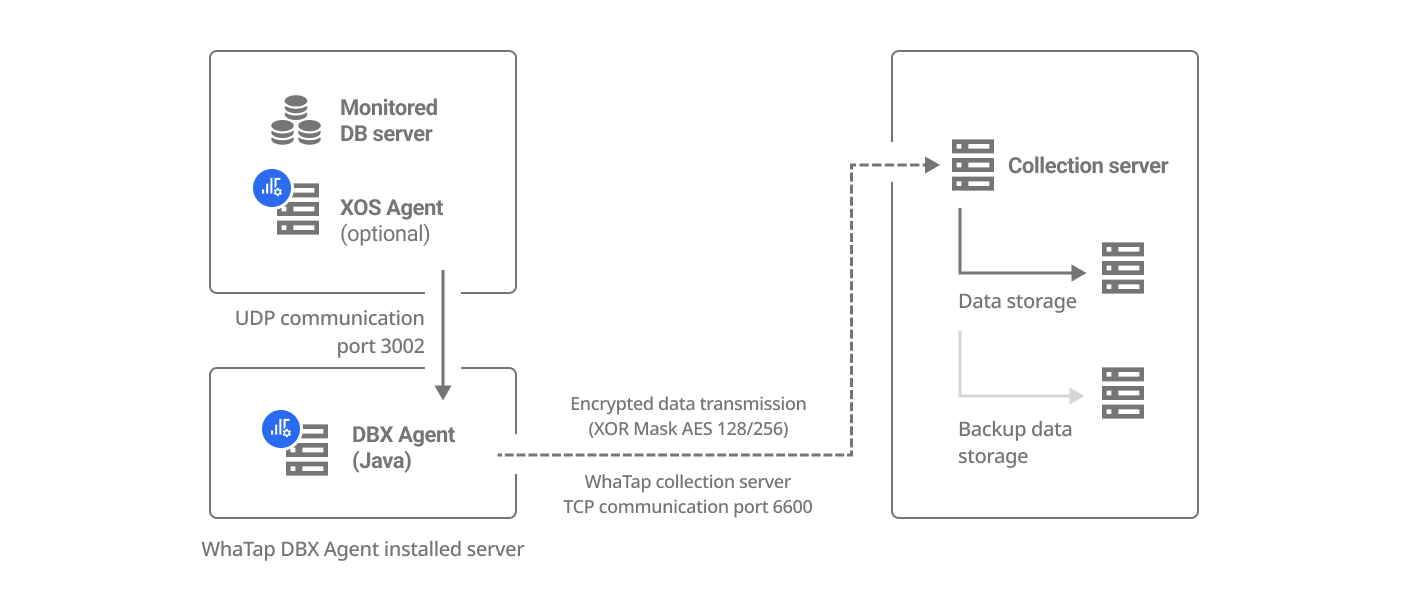 Monitored
DB server
XOS Agent
(optional)
UDP communication
port 3002
DBX Agent
(Java)
WhaTap DBX Agent installed server
Encrypted data transmission
(XOR Mask AES 128/256)
WhaTap collection server
TCP communication port 6600
Collection server
Data storage
Backup data
storage